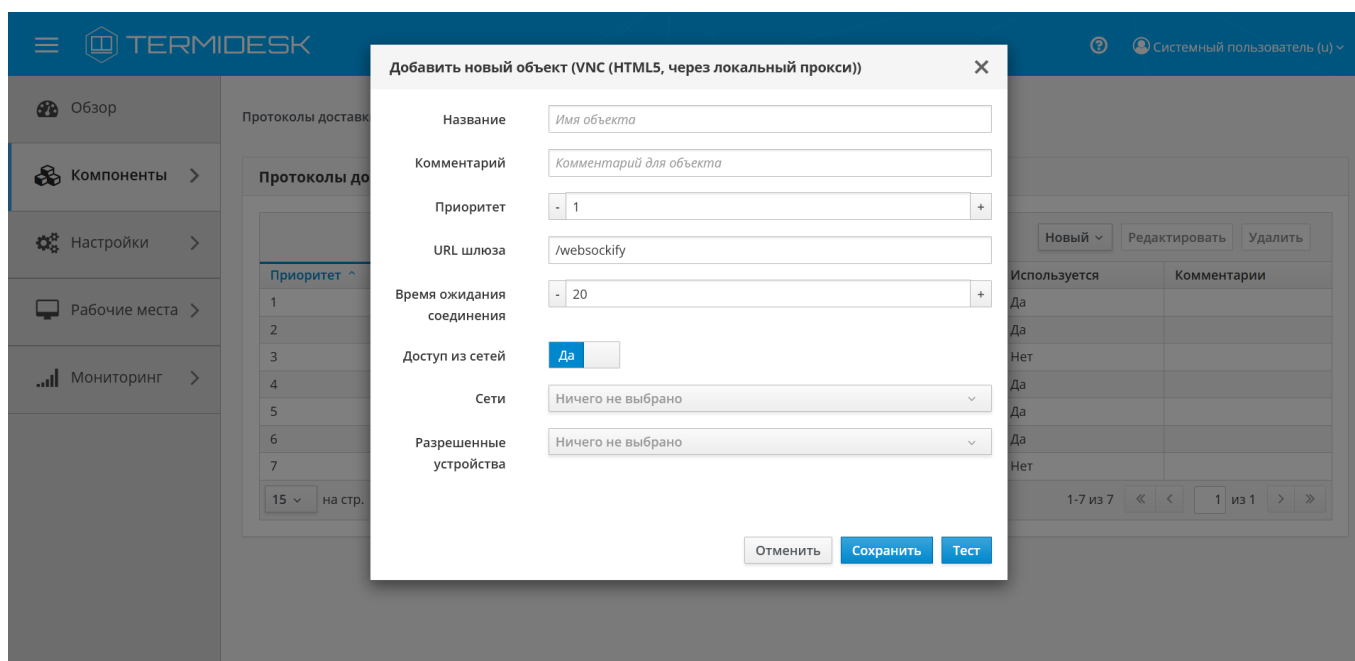 TERMIDESK
Системный пользователь (u)
Добавить новый объект (VNC (HTML5, через локальный прокси))
Обзор
Компоненты
Настройки
Рабочие места
Мониторинг
Протоколы доставк
Протоколы до
Название
Имя объекта
Комментарий
Комментарий для объекта
Приоритет
- 1 +
URL шлюза
/websockify
Время ожидания
соединения
- 20 +
Доступ из сетей
Да
Сети
Ничего не выбрано
Разрешенные
устройства
Ничего не выбрано
Отменить Сохранить Тест
Новый Редактировать Удалить
Приоритет Используется Комментарии
1 Да
2 Да
3 Нет
4 Да
5 Да
6 Да
7 Нет
15 на стр. 1-7 из 7 1 из 1